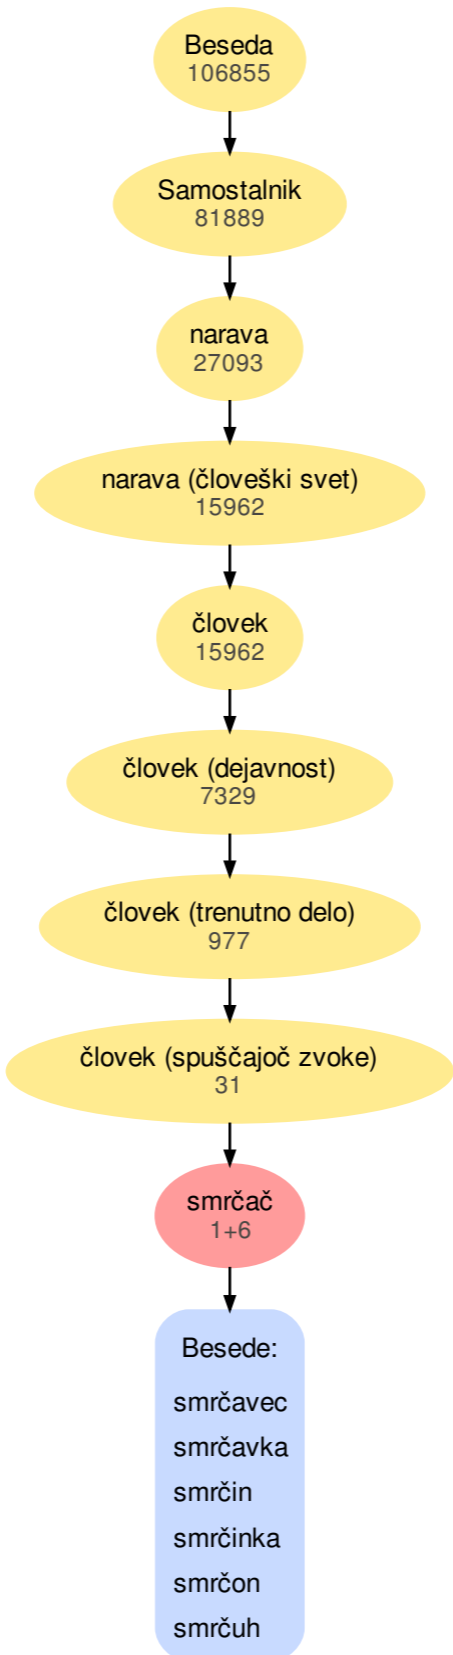 Beseda
106855
Samostalnik
81889
narava
27093
narava (človeški svet)
15962
človek
15962
človek (dejavnost)
7329
človek (trenutno delo)
977
človek (spuščajoč zvoke)
31
smrčač
1+6
Besede:
smrčavec
smrčavka
smrčin
smrčinka
smrčon
smrčuh